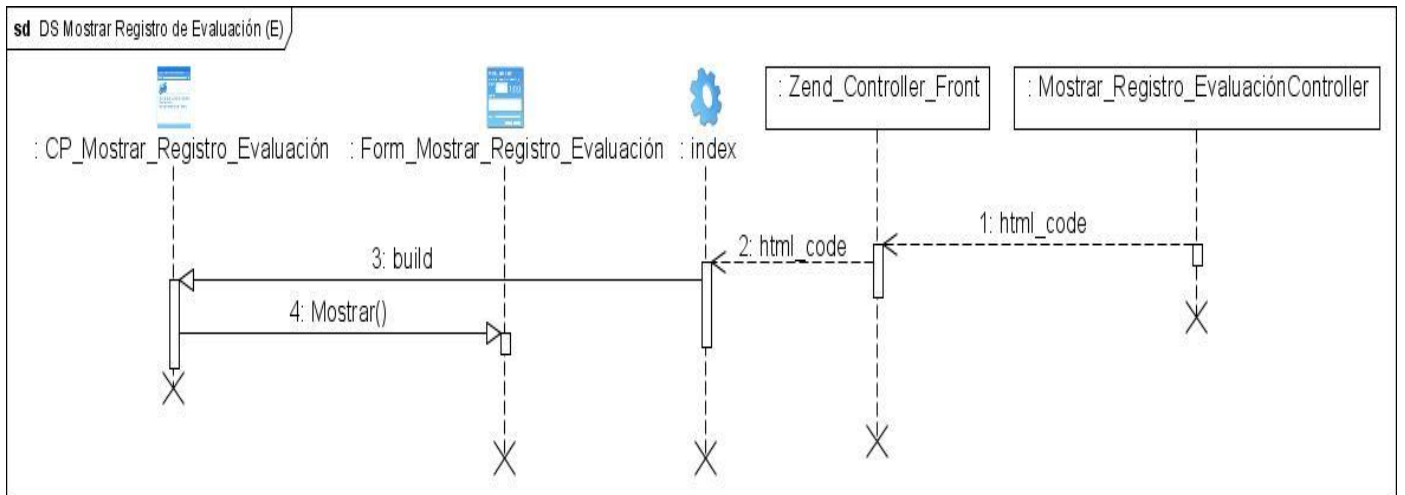 sd DS Mostrar Registro de Evaluación (E)
: CP_Mostrar_Registro_Evaluación
: Form_Mostrar_Registro_Evaluación
: index
: Zend_Controller_Front
: Mostrar_Registro_EvaluaciónController
1: html_code
2: html_code
3: build
4: Mostrar()